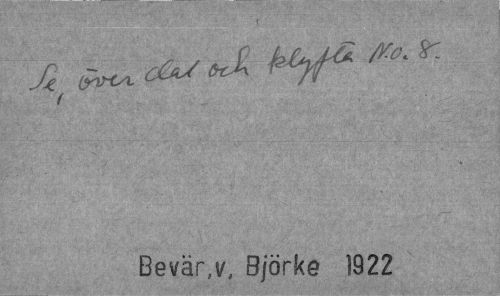 Se, över dal och klyfta N.o. 8.
Bevär,v, Björke 1922